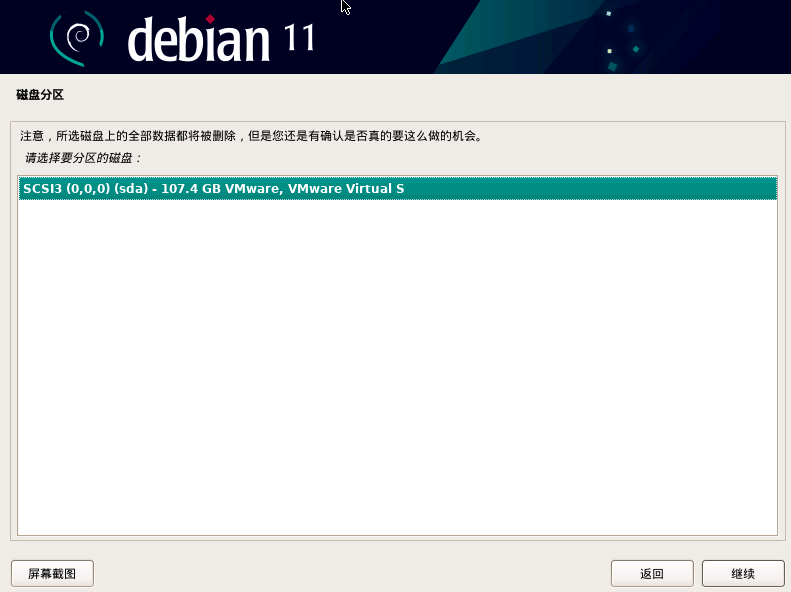 debian 11
磁盘分区
注意，所选磁盘上的全部数据都将被删除，但是您还是有确认是否真的要这么做的机会。
请选择要分区的磁盘：
SCSI3 (0,0,0) (sda) - 107.4 GB VMware, VMware Virtual S
屏幕截图
返回
继续